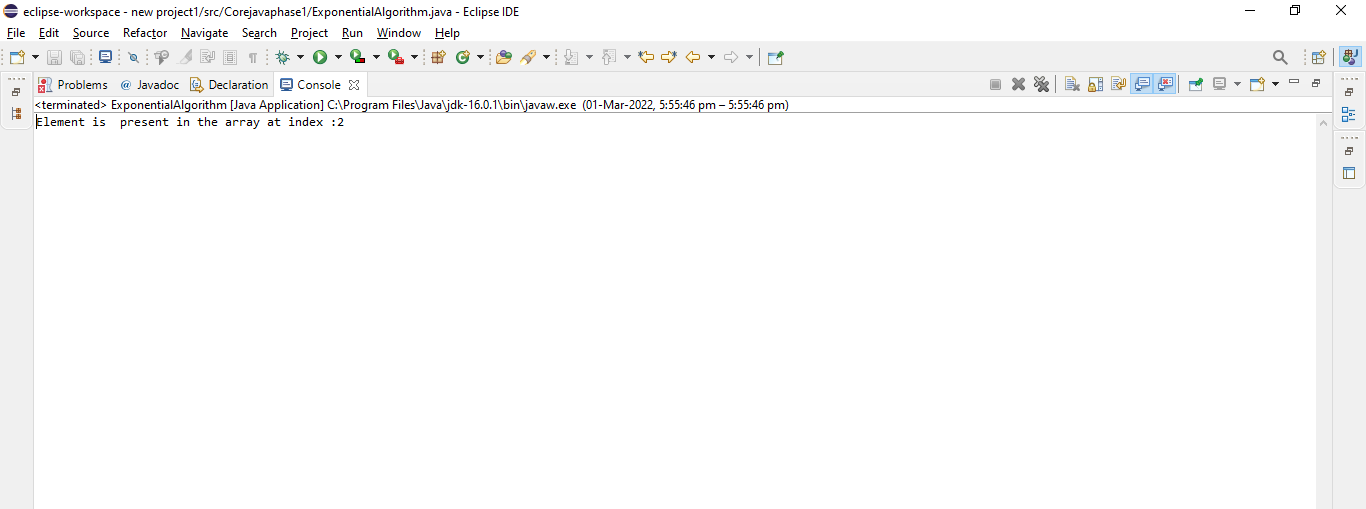 eclipse-workspace - new project1/src/Corejavaphase1/ExponentialAlgorithm.java - Eclipse IDE
File Edit Source Refactor Navigate Search Project Run Window Help
Problems @ Javadoc Declaration Console
<terminated> ExponentialAlgorithm [Java Application] C:\Program Files\Java\jdk-16.0.1\bin\javaw.exe (01-Mar-2022, 5:55:46 pm – 5:55:46 pm)
Element is  present in the array at index :2